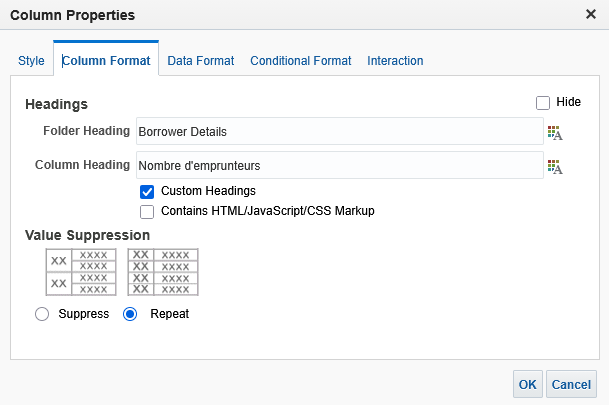 Column Properties
Style Column Format Data Format Conditional Format Interaction
Headings
Hide
Folder Heading Borrower Details
Column Heading Nombre d'emprunteurs
Custom Headings
Contains HTML/JavaScript/CSS Markup
Value Suppression
XX XXXX XX XXXX
XXXX XX XXXX
XX XXXX XX XXXX
XXXX XX XXXX
Suppress Repeat
OK Cancel